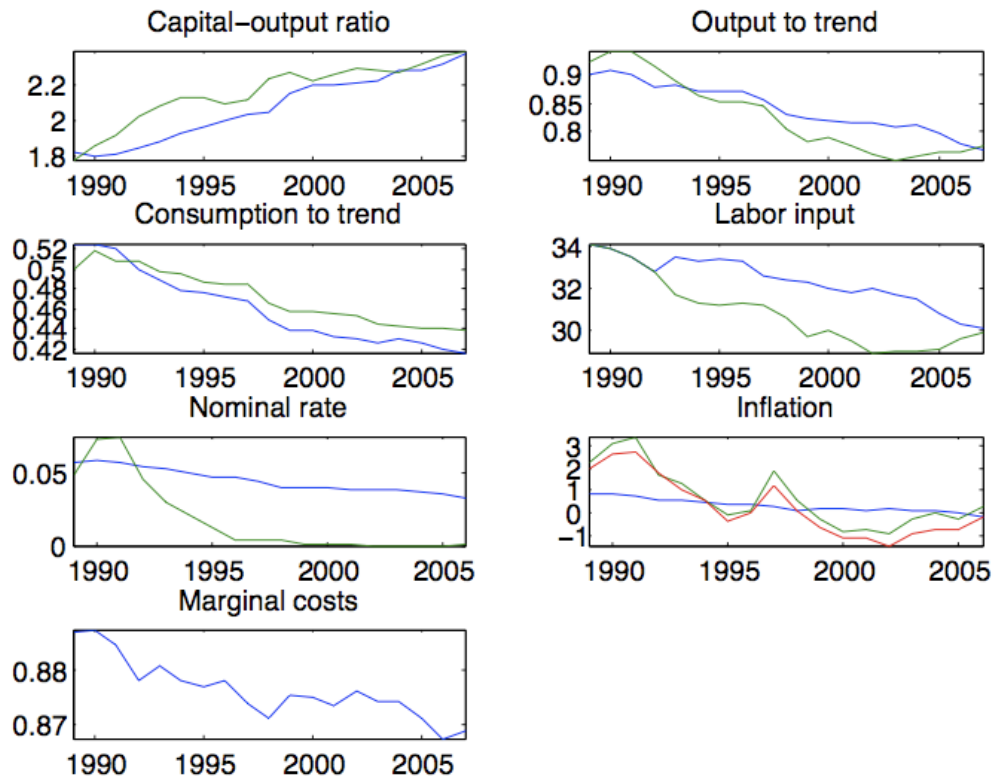 Capital−output ratio
2.2
2
1.8
1990 1995 2000 2005
Output to trend
0.9
0.85
0.8
1990 1995 2000 2005
Consumption to trend
0.52
0.5
0.48
0.46
0.44
0.42
1990 1995 2000 2005
Labor input
34
32
30
1990 1995 2000 2005
Nominal rate
0.05
0
1990 1995 2000 2005
Inflation
3
2
1
0
−1
1990 1995 2000 2005
Marginal costs
0.88
0.87
1990 1995 2000 2005